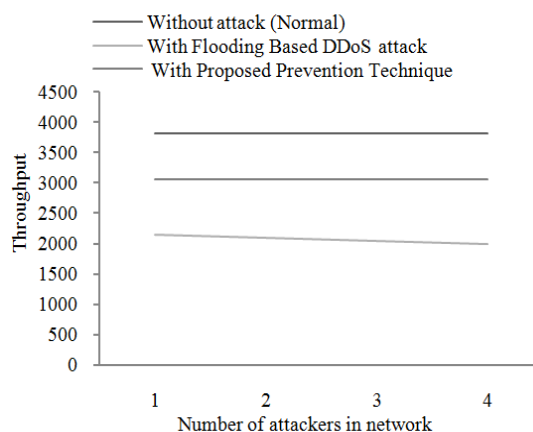 Without attack (Normal)
With Flooding Based DDoS attack
With Proposed Prevention Technique
4500
4000
3500
3000
2500
2000
1500
1000
500
0
Throughput
1 2 3 4
Number of attackers in network